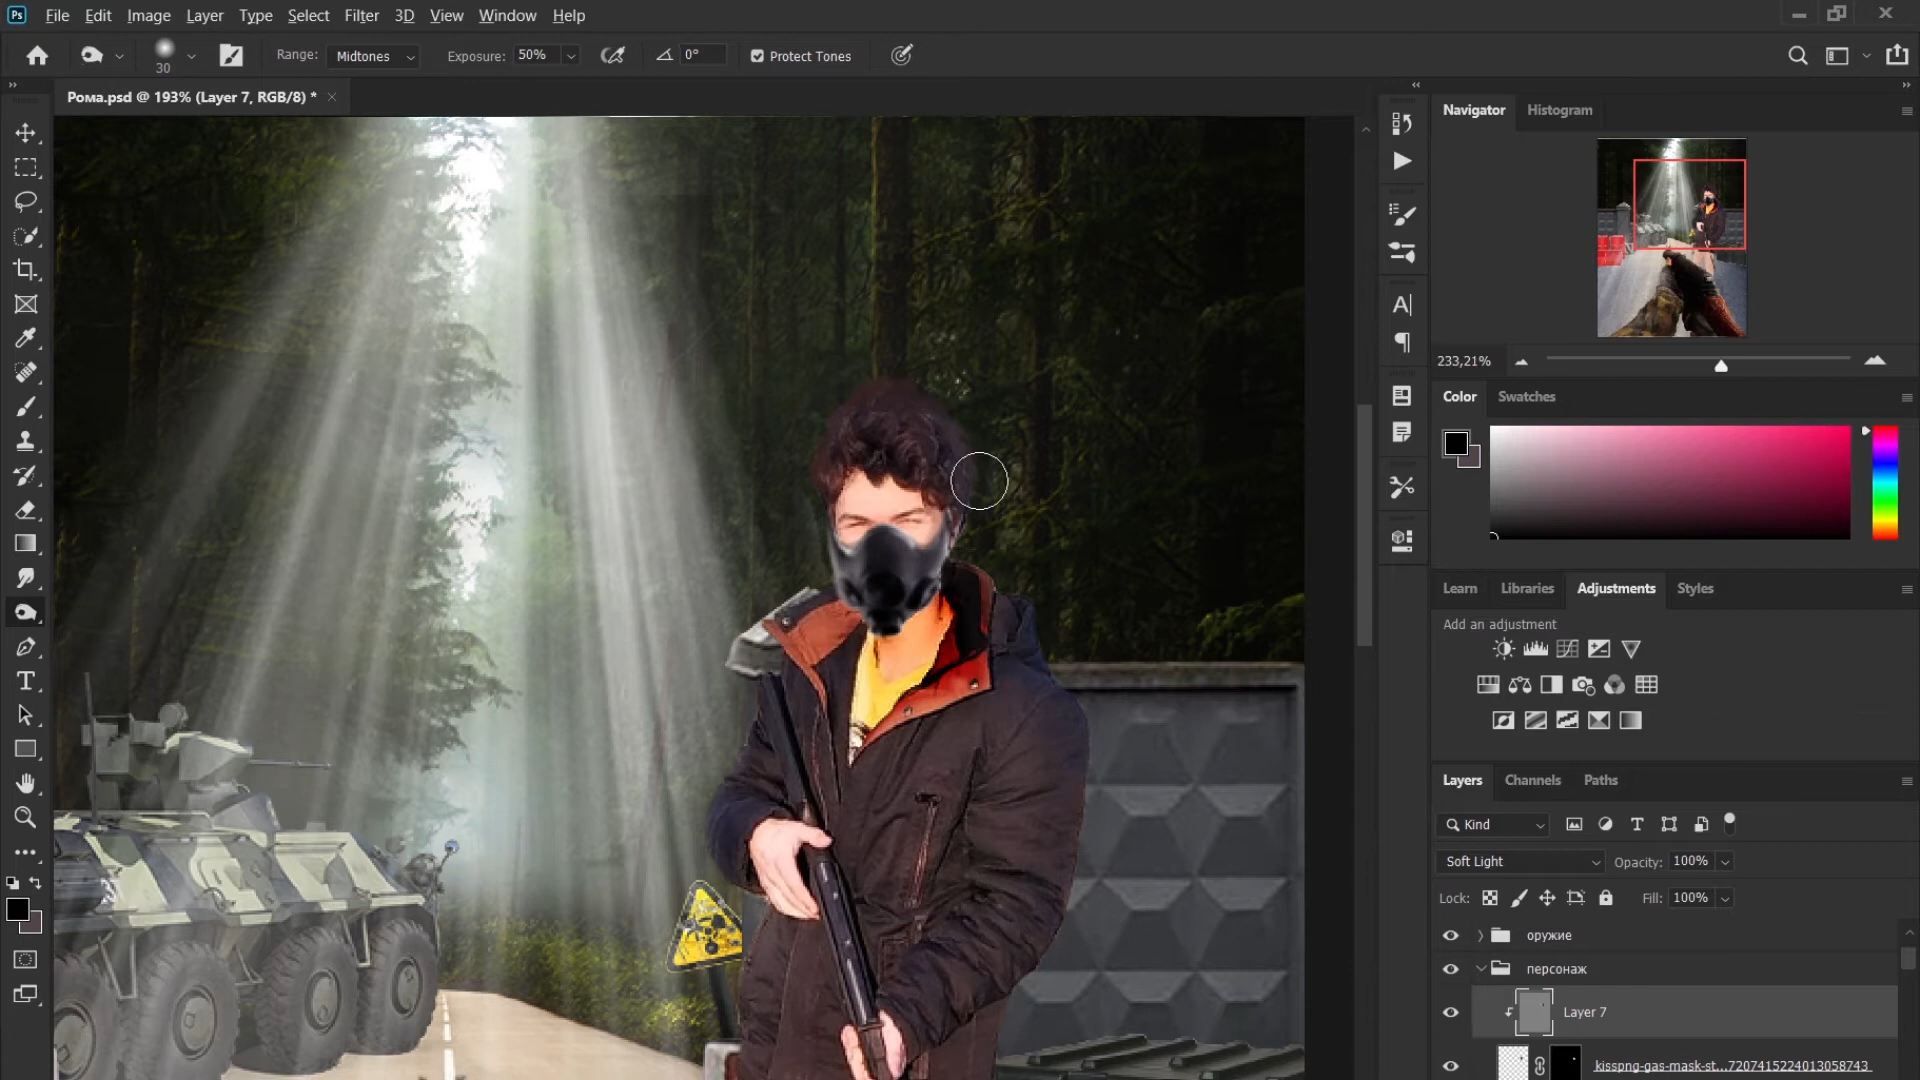 Ps File Edit Image Layer Type Select Filter 3D View Window Help
30 Range: Midtones Exposure: 50% 0° Protect Tones
Рома.psd @ 193% (Layer 7, RGB/8) *
Navigator Histogram
233,21%
Color Swatches
Learn Libraries Adjustments Styles
Add an adjustment
Layers Channels Paths
Kind
Soft Light Opacity: 100%
Lock: Fill: 100%
оружие
персонаж
Layer 7
kisspng-gas-mask-st...7207415224013058743